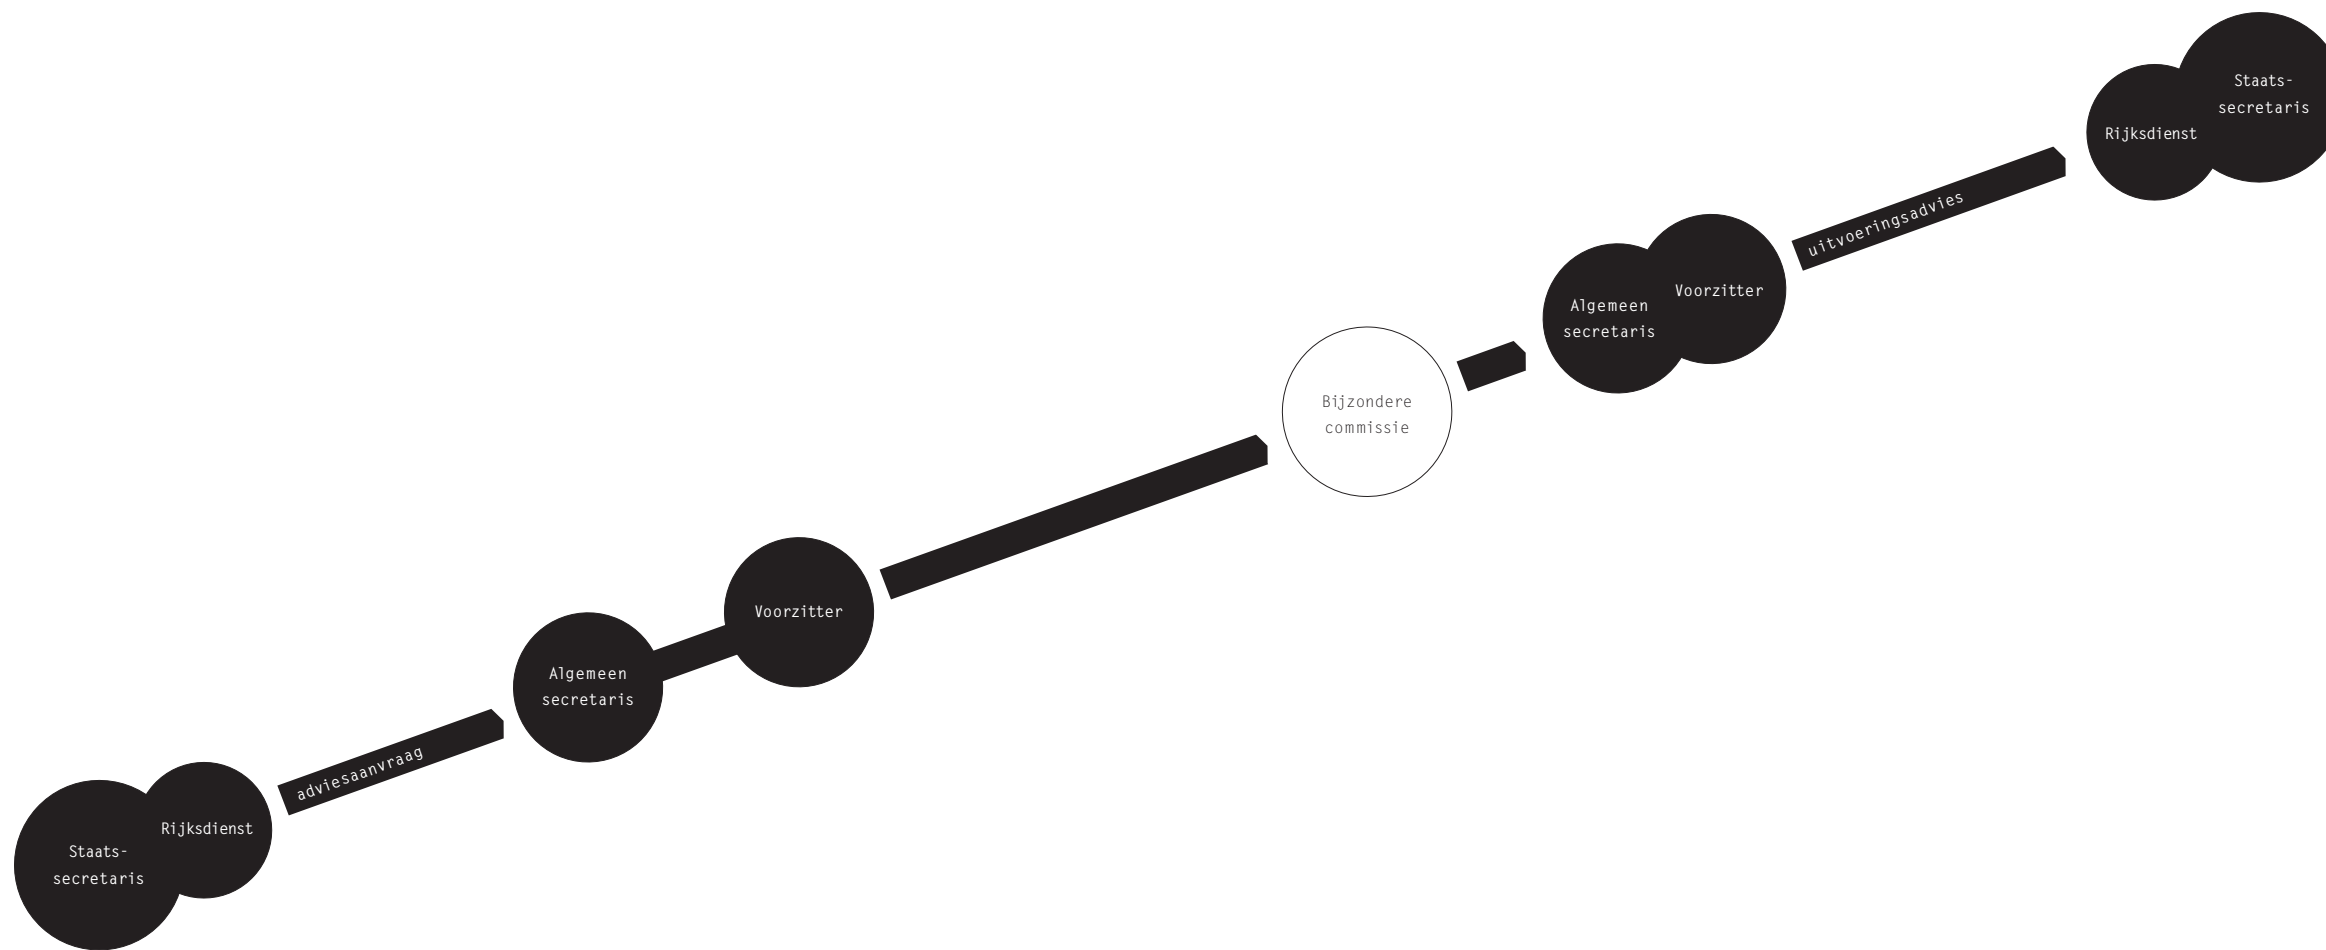 Staats-
secretaris
Rijksdienst
adviesaanvraag
Algemeen
secretaris
Voorzitter
Bijzondere
commissie
Algemeen
secretaris
Voorzitter
uitvoeringsadvies
Rijksdienst
Staats-
secretaris